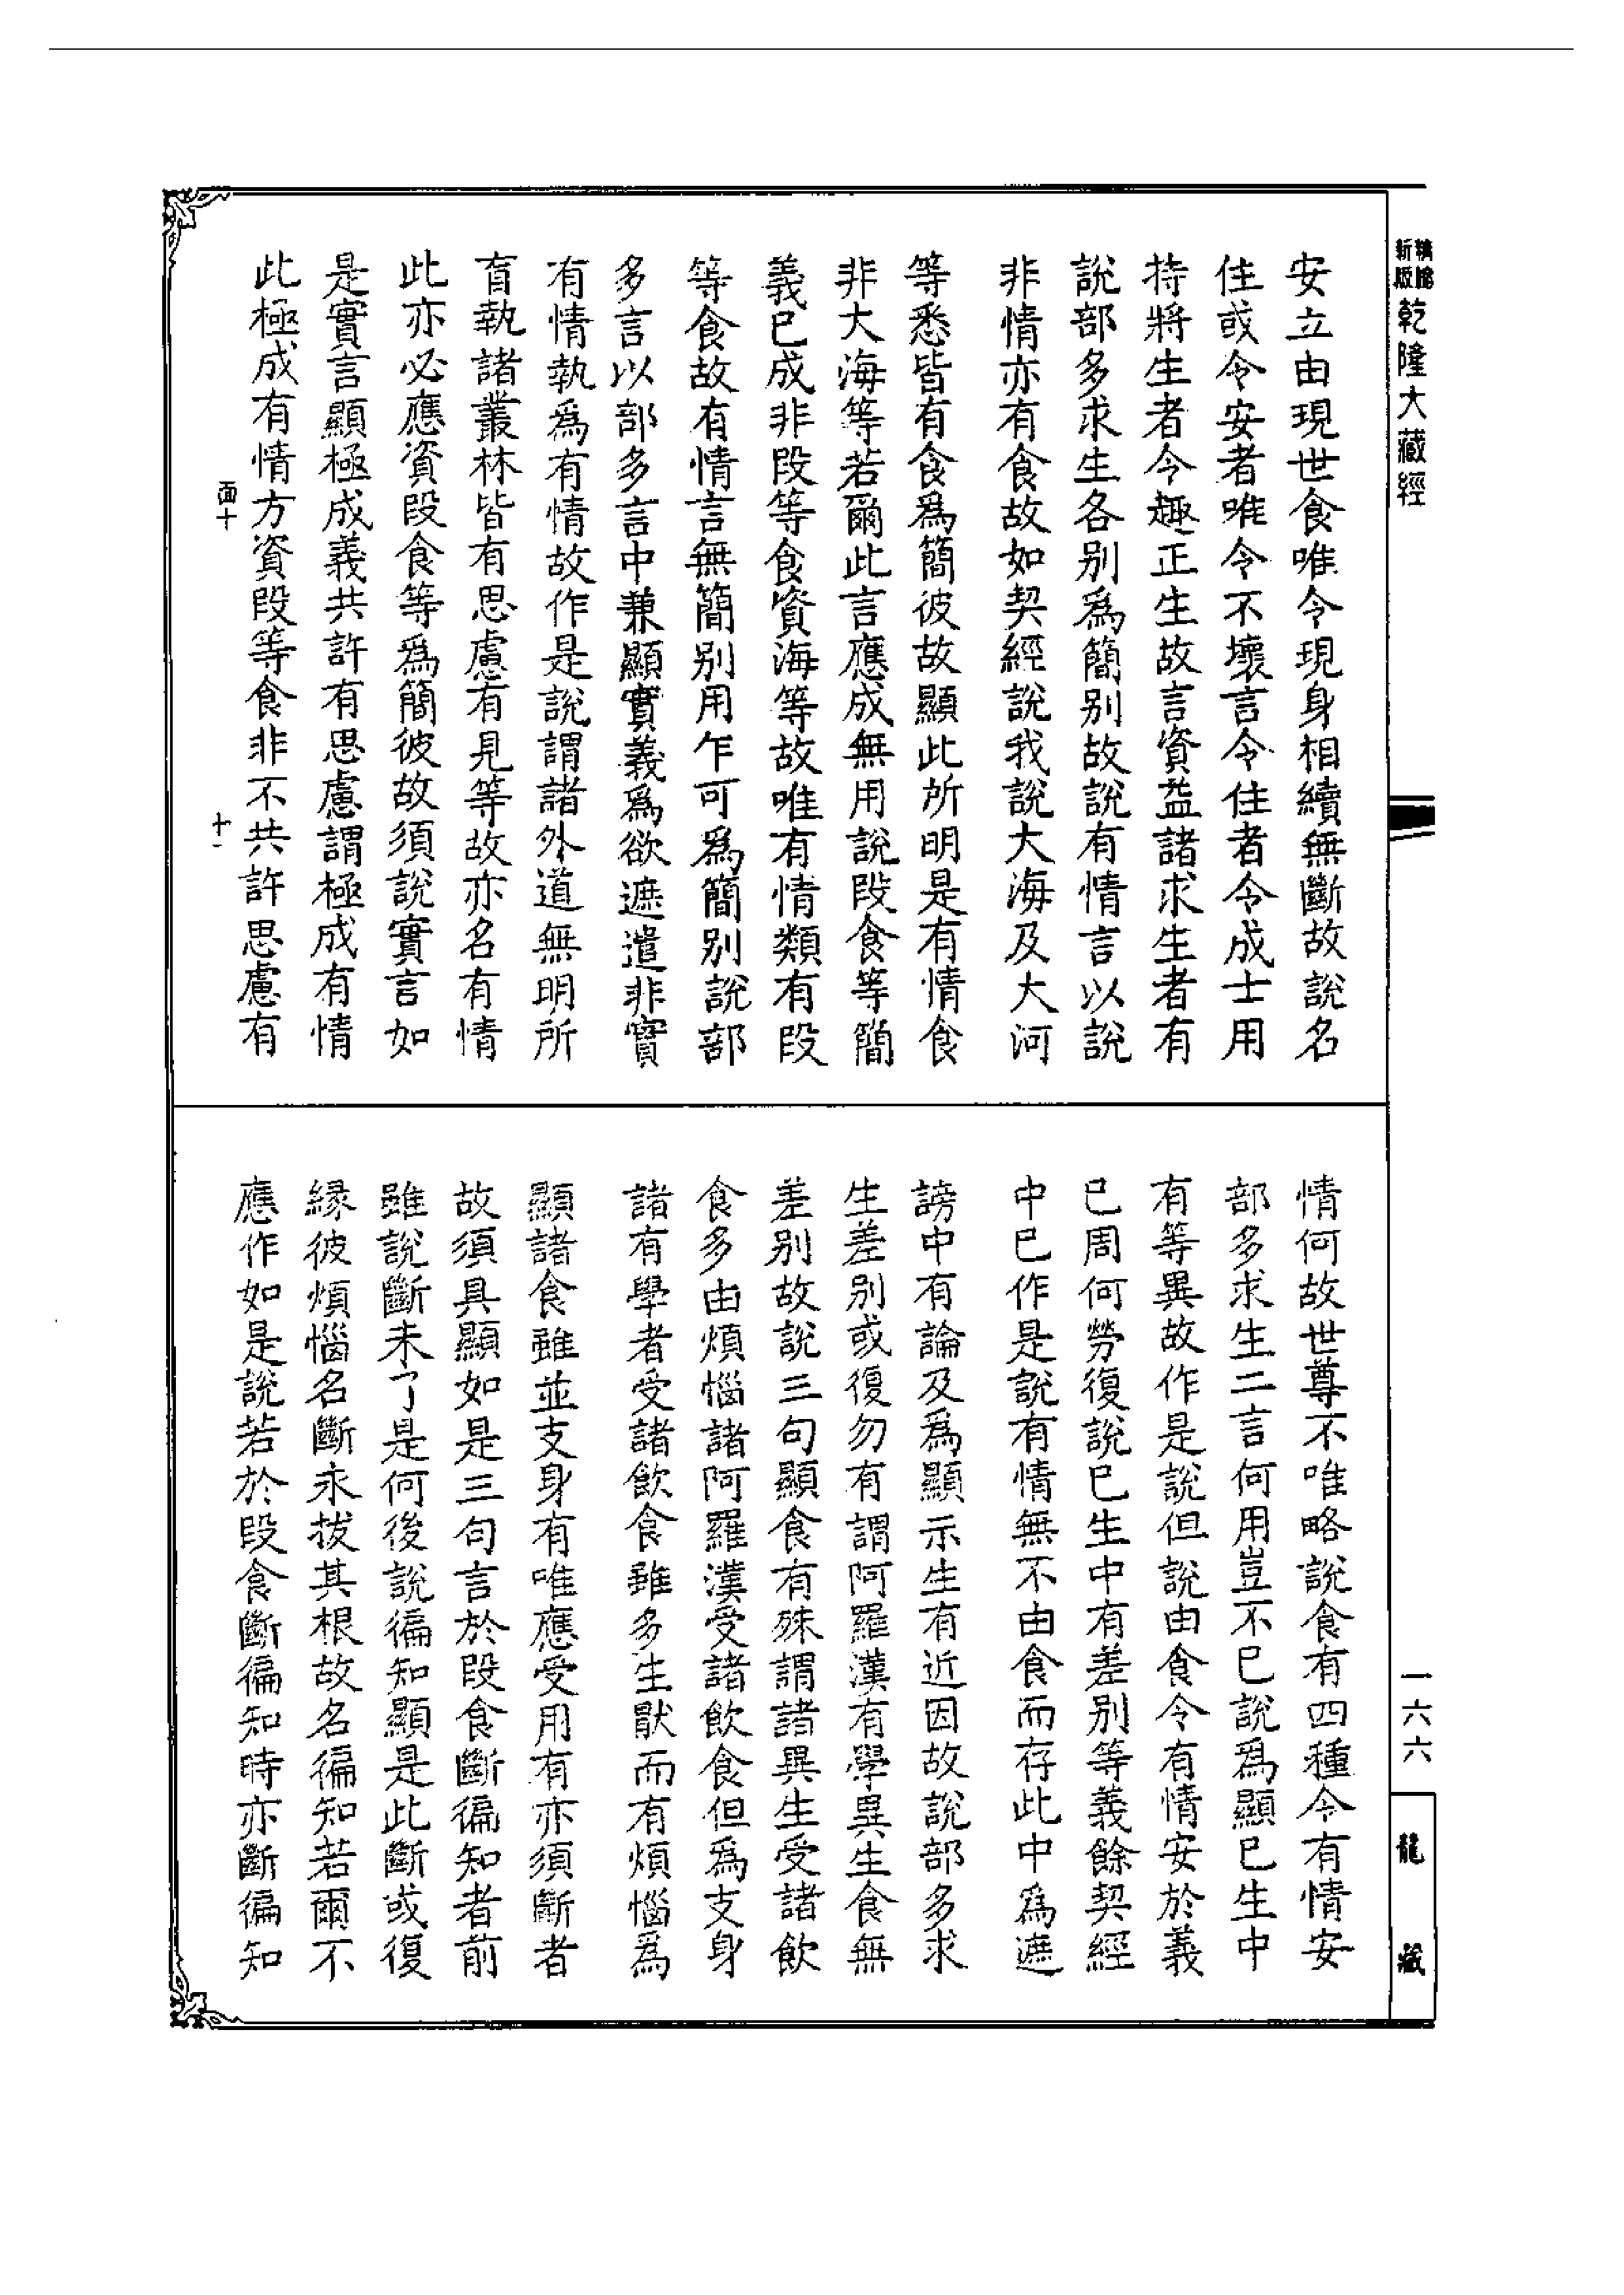 新版
精縮
乾隆大藏經
安立由現世食唯令現身相續無斷故說名
住或令安者唯令不壞言令住者令成士用
持將生者令趣正生故言資益諸求生者有
說部多求生各別爲簡別故說有情言以說
非情亦有食故如契經說我說大海及大河
等悉皆有食爲簡彼故顯此所明是有情食
非大海等若爾此言應成無用說段食等簡
義已成非段等食資海等故唯有情類有段
等食故有情言無簡別用乍可爲簡別說部
多言以部多言中兼顯實義爲欲遮遣非實
有情執爲有情故作是說謂諸外道無明所
盲執諸叢林皆有思慮有見等故亦名有情
此亦必應資段食等爲簡彼故須說實言如
是實言顯極成義共許有思慮謂極成有情
此極成有情方資段等食非不共許思慮有
面十
十一
情何故世尊不唯略說食有四種令有情安
部多求生二言何用豈不已說爲顯已生中
有等異故作是說但說由食令有情安於義
已周何勞復說已生中有差別等義餘契經
中已作是說有情無不由食而存此中爲遮
謗中有論及爲顯示生有近因故說部多求
生差別或復勿有謂阿羅漢有學異生食無
差別故說三句顯食有殊謂諸異生受諸飲
食多由煩惱諸阿羅漢受諸飲食但爲支身
諸有學者受諸飲食雖多生猒而有煩惱爲
顯諸食雖並支身有唯應受用有亦須斷者
故須具顯如是三句言於段食斷徧知者前
雖說斷未了是何後說徧知顯是此斷或復
緣彼煩惱名斷永拔其根故名徧知若爾不
應作如是說若於段食斷徧知時亦斷徧知
一六六
龍藏